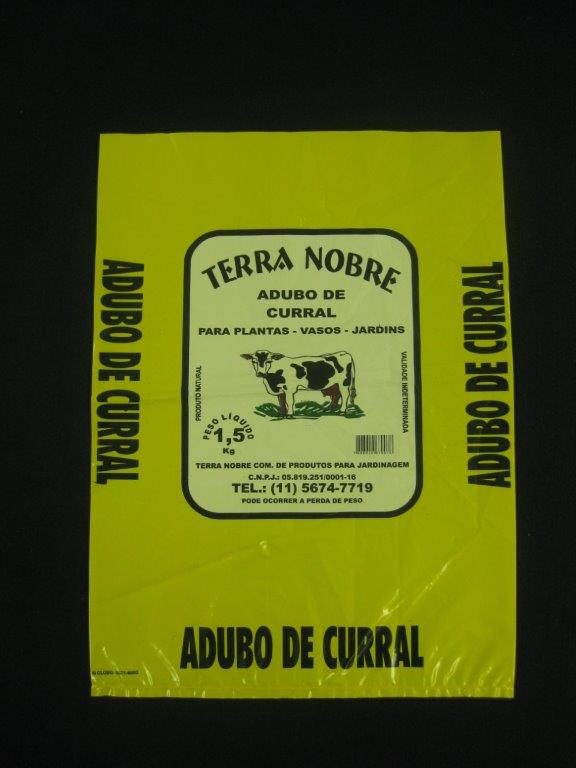 TERRA NOBRE
ADUBO DE
CURRAL
PARA PLANTAS - VASOS - JARDINS
PRODUTO NATURAL
VALIDADE INDETERMINADA
PESO LÍQUIDO
1,5
Kg
TERRA NOBRE COM. DE PRODUTOS PARA JARDINAGEM
C.N.P.J.: 05.819.251/0001-16
TEL.: (11) 5674-7719
PODE OCORRER A PERDA DE PESO
ADUBO DE CURRAL
ADUBO DE CURRAL
ADUBO DE CURRAL